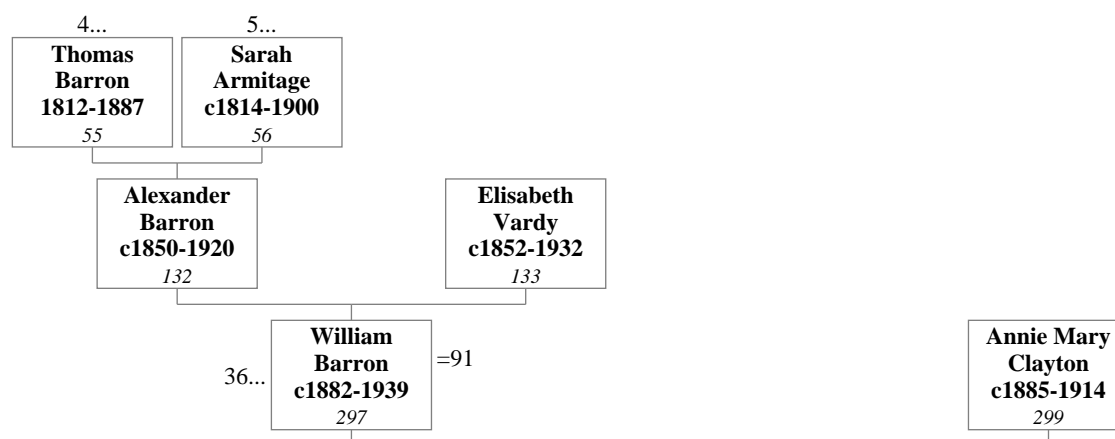 4...
5...
Thomas
Barron
1812-1887
55
Sarah
Armitage
c1814-1900
56
Alexander
Barron
c1850-1920
132
Elisabeth
Vardy
c1852-1932
133
36...
William
Barron
c1882-1939
297
=91
Annie Mary
Clayton
c1885-1914
299